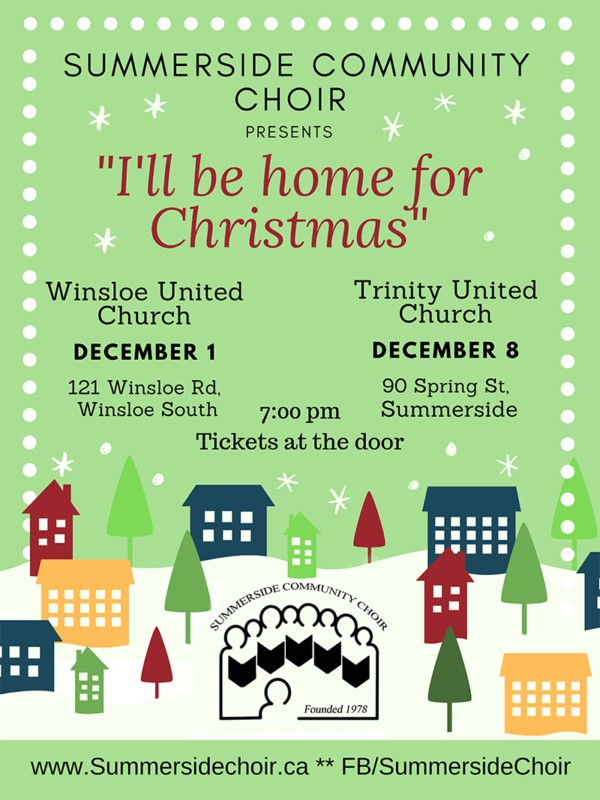 SUMMERSIDE COMMUNITY
CHOIR
PRESENTS
"I'll be home for
Christmas"
Winsloe United
Church
DECEMBER 1
121 Winsloe Rd,
Winsloe South
Trinity United
Church
DECEMBER 8
90 Spring St,
Summerside
7:00 pm
Tickets at the door
SUMMERSIDE COMMUNITY CHOIR
Founded 1978
www.Summersidechoir.ca ** FB/SummersideChoir